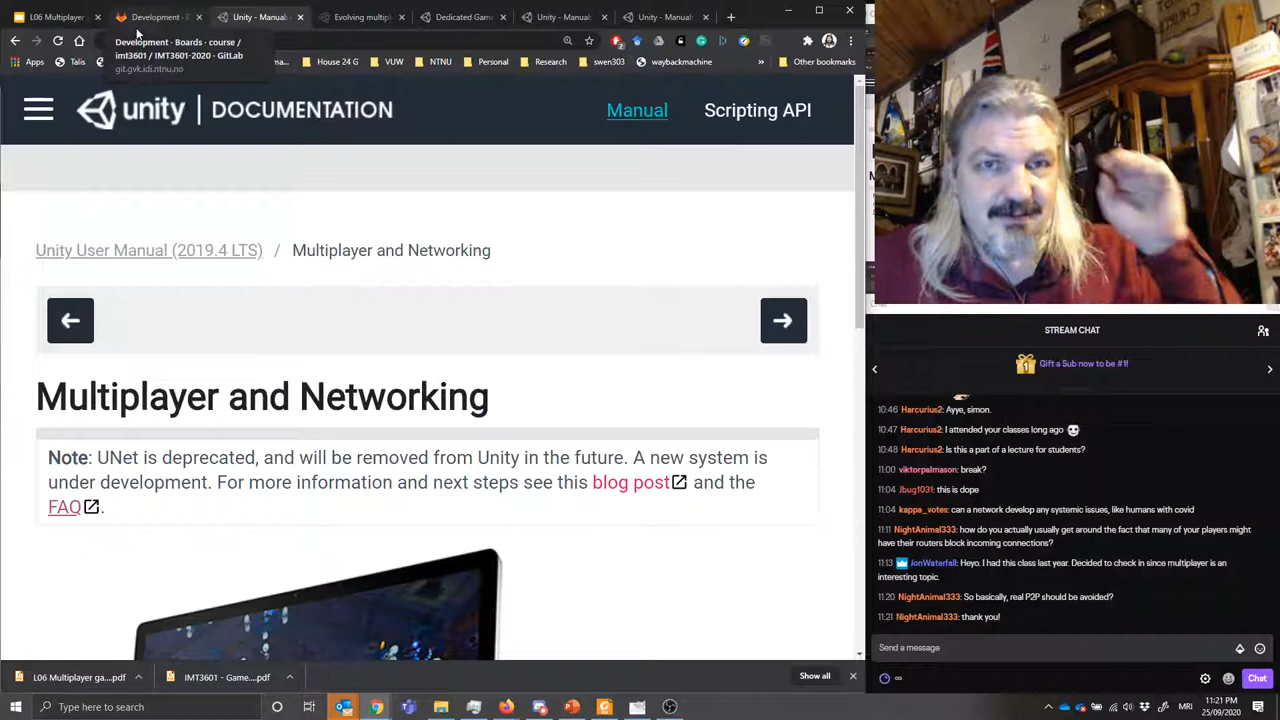 Unity - Manual:
Evolving multip
Dedicated Game
Unity - Manual:
Unity - Manual:
Development · Boards · course /
imt3601 / IMT3601-2020 · GitLab
git.gvk.idi.ntnu.no
Apps
Talis
House 24 G
VUW
NTNU
Personal
swen303
waybackmachine
»
Other bookmarks
unity | DOCUMENTATION
Manual
Scripting API
Unity User Manual (2019.4 LTS) / Multiplayer and Networking
Multiplayer and Networking
Note: UNet is deprecated, and will be removed from Unity in the future. A new system is
under development. For more information and next steps see this blog post and the
FAQ.
STREAM CHAT
Gift a Sub now to be #1!
10:46 Harcurius2: Ayye, simon.
10:47 Harcurius2: I attended your classes long ago
10:48 Harcurius2: Is this a part of a lecture for students?
11:00 viktorpalmason: break?
11:04 Jbug1031: this is dope
11:04 kappa_votes: can a network develop any systemic issues, like humans with covid
11:11 NightAnimal333: how do you actually usually get around the fact that many of your players might
have their routers block incoming connections?
11:13 JonWaterfall: Heyo. I had this class last year. Decided to check in since multiplayer is an
interesting topic.
11:20 NightAnimal333: So basically, real P2P should be avoided?
11:21 NightAnimal333: thank you!
Send a message
Chat
L06 Multiplayer ga....pdf
IMT3601 - Game....pdf
Show all
Type here to search
MRI
11:21 PM
25/09/2020